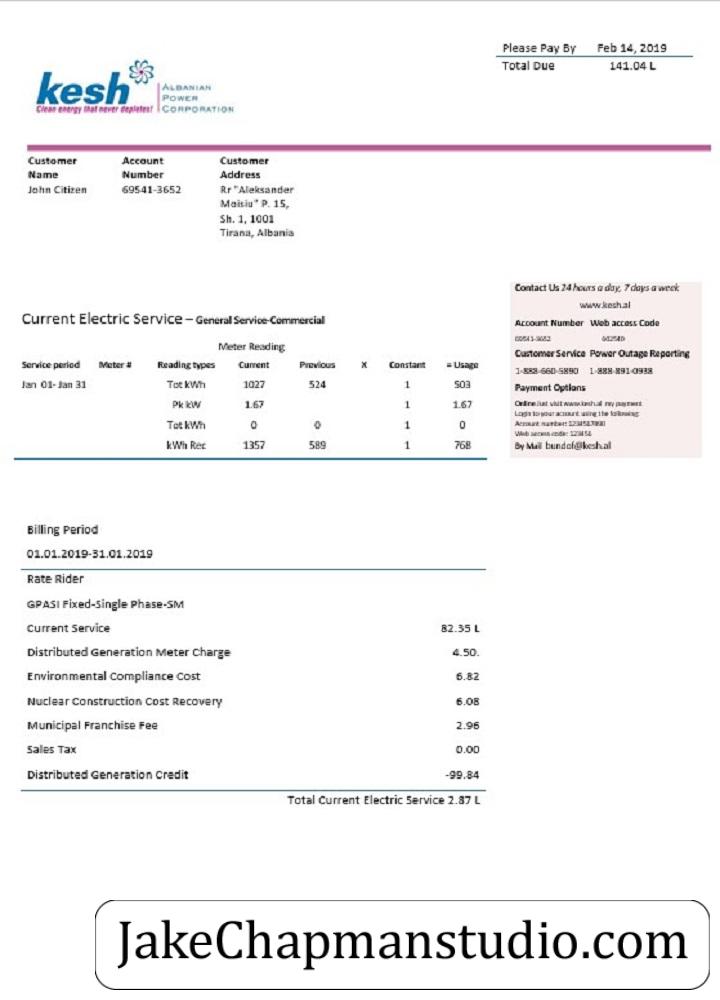 Please Pay By Feb 14, 2019
Total Due 141.04 L
kesh
Clean energy that never depletes!
ALBANIAN
POWER
CORPORATION
Customer Name Account Number Customer Address
John Citizen 69541-3652 Rr "Aleksander
Moisiu" P. 15,
Sh. 1, 1001
Tirana, Albania
Contact Us 24 hours a day, 7 days a week
www.kesh.al
Account Number Web access Code
69541-3652
Customer Service Power Outage Reporting
1-888-660-5890 1-888-891-0938
Payment Options
Online Just visit www.kesh.al my payment
Login to your account using the following:
Account number:
Web access code: 123456
By Mail bundof@kesh.al
Current Electric Service – General Service-Commercial
Meter Reading
Service period Meter # Reading types Current Previous X Constant = Usage
Jan 01- Jan 31 Tot kWh 1027 524 1 503
Pk kW 1.67 1 1.67
Tot kWh 0 0 1 0
kWh Rec 1357 589 1 768
Billing Period
01.01.2019-31.01.2019
Rate Rider
GPASI Fixed-Single Phase-SM
Current Service 82.35 L
Distributed Generation Meter Charge 4.50.
Environmental Compliance Cost 6.82
Nuclear Construction Cost Recovery 6.08
Municipal Franchise Fee 2.96
Sales Tax 0.00
Distributed Generation Credit -99.84
Total Current Electric Service 2.87 L
JakeChapmanstudio.com